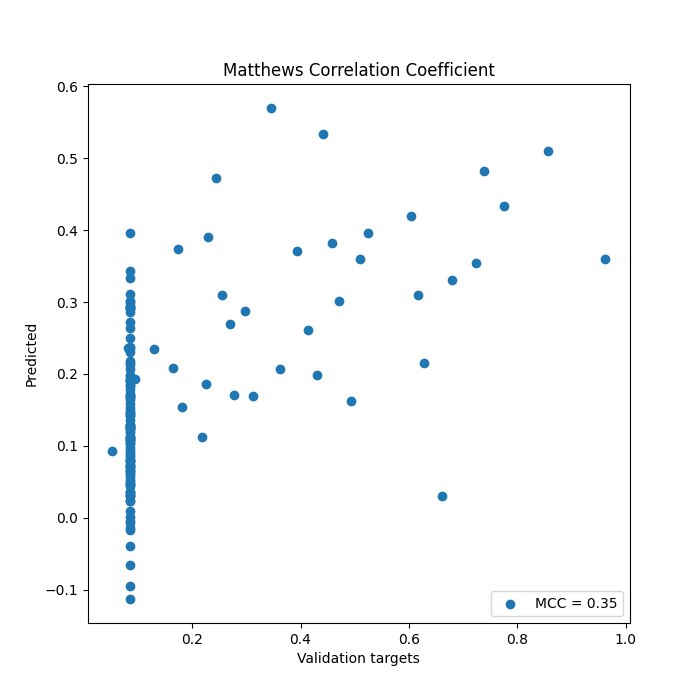 Matthews Correlation Coefficient
0.6
0.5
0.4
0.3
0.2
0.1
0.0
−0.1
Predicted
MCC = 0.35
0.2 0.4 0.6 0.8 1.0
Validation targets